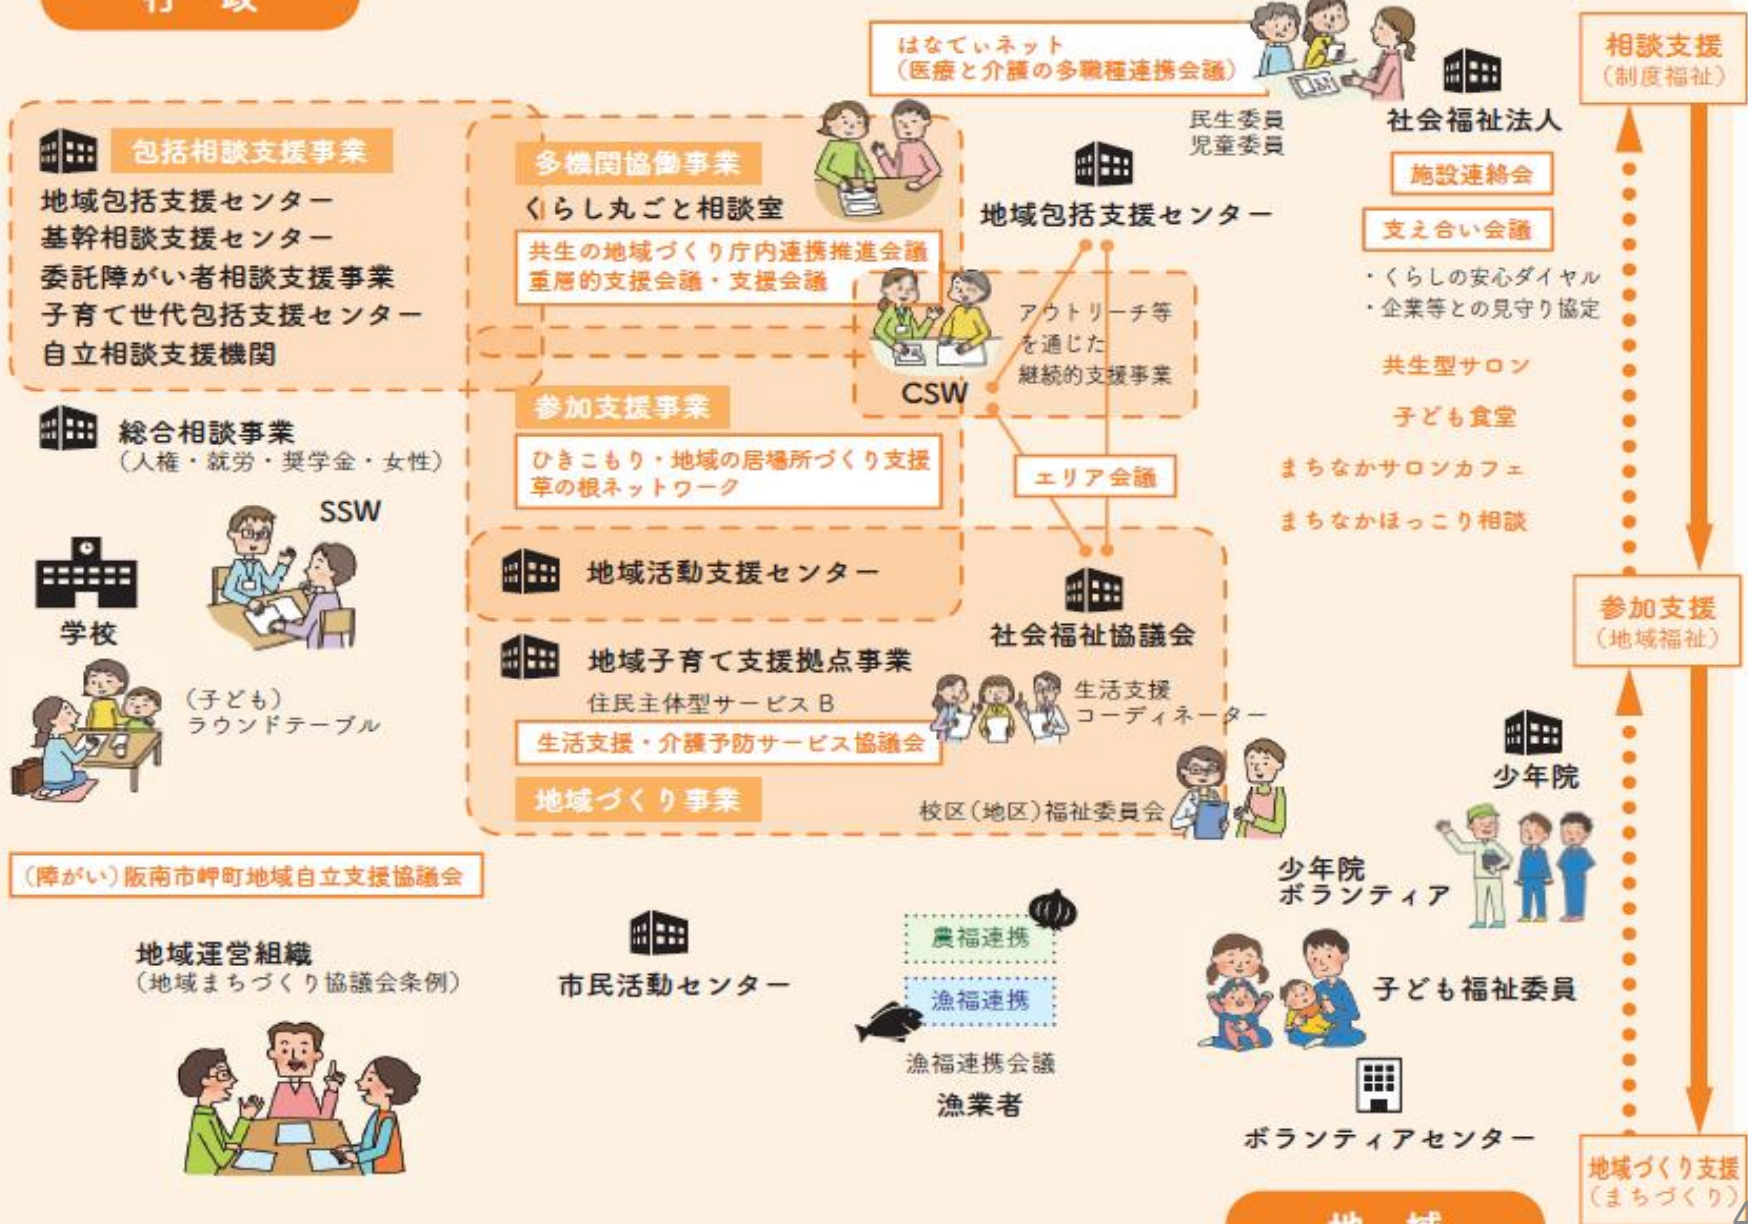 行 政
はなてぃネット
(医療と介護の多職種連携会議)
民生委員
児童委員
社会福祉法人
施設連絡会
支え合い会議
・くらしの安心ダイヤル
・企業等との見守り協定
共生型サロン
子ども食堂
まちなかサロンカフェ
まちなかほっこり相談
相談支援
(制度福祉)
包括相談支援事業
地域包括支援センター
基幹相談支援センター
委託障がい者相談支援事業
子育て世代包括支援センター
自立相談支援機関
多機関協働事業
くらし丸ごと相談室
共生の地域づくり庁内連携推進会議
重層的支援会議・支援会議
地域包括支援センター
アウトリーチ等
を通じた
継続的支援事業
CSW
エリア会議
総合相談事業
(人権・就労・奨学金・女性)
SSW
学校
(子ども)
ラウンドテーブル
参加支援事業
ひきこもり・地域の居場所づくり支援
草の根ネットワーク
地域活動支援センター
地域子育て支援拠点事業
住民主体型サービス B
生活支援・介護予防サービス協議会
地域づくり事業
社会福祉協議会
生活支援
コーディネーター
校区(地区)福祉委員会
参加支援
(地域福祉)
少年院
少年院
ボランティア
子ども福祉委員
ボランティアセンター
(障がい)阪南市岬町地域自立支援協議会
地域運営組織
(地域まちづくり協議会条例)
市民活動センター
農福連携
漁福連携
漁福連携会議
漁業者
地域づくり支援
(まちづくり)
地 域
4